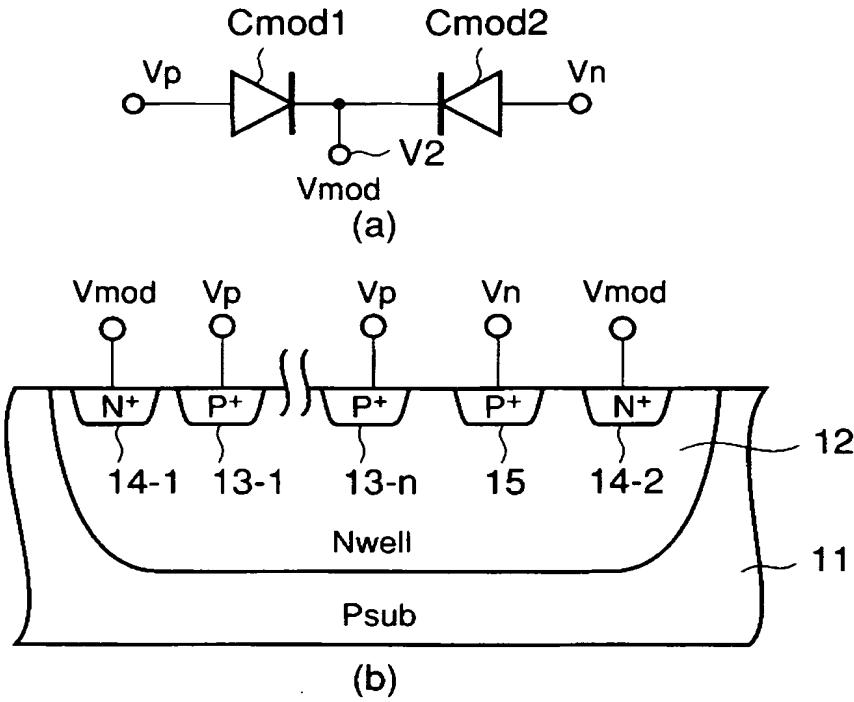 Cmod1 Cmod2
Vp Vn
V2
Vmod
(a)
Vmod Vp Vp Vn Vmod
N+ P+ P+ P+ N+
14-1 13-1 13-n 15 14-2 12
Nwell
11
Psub
(b)